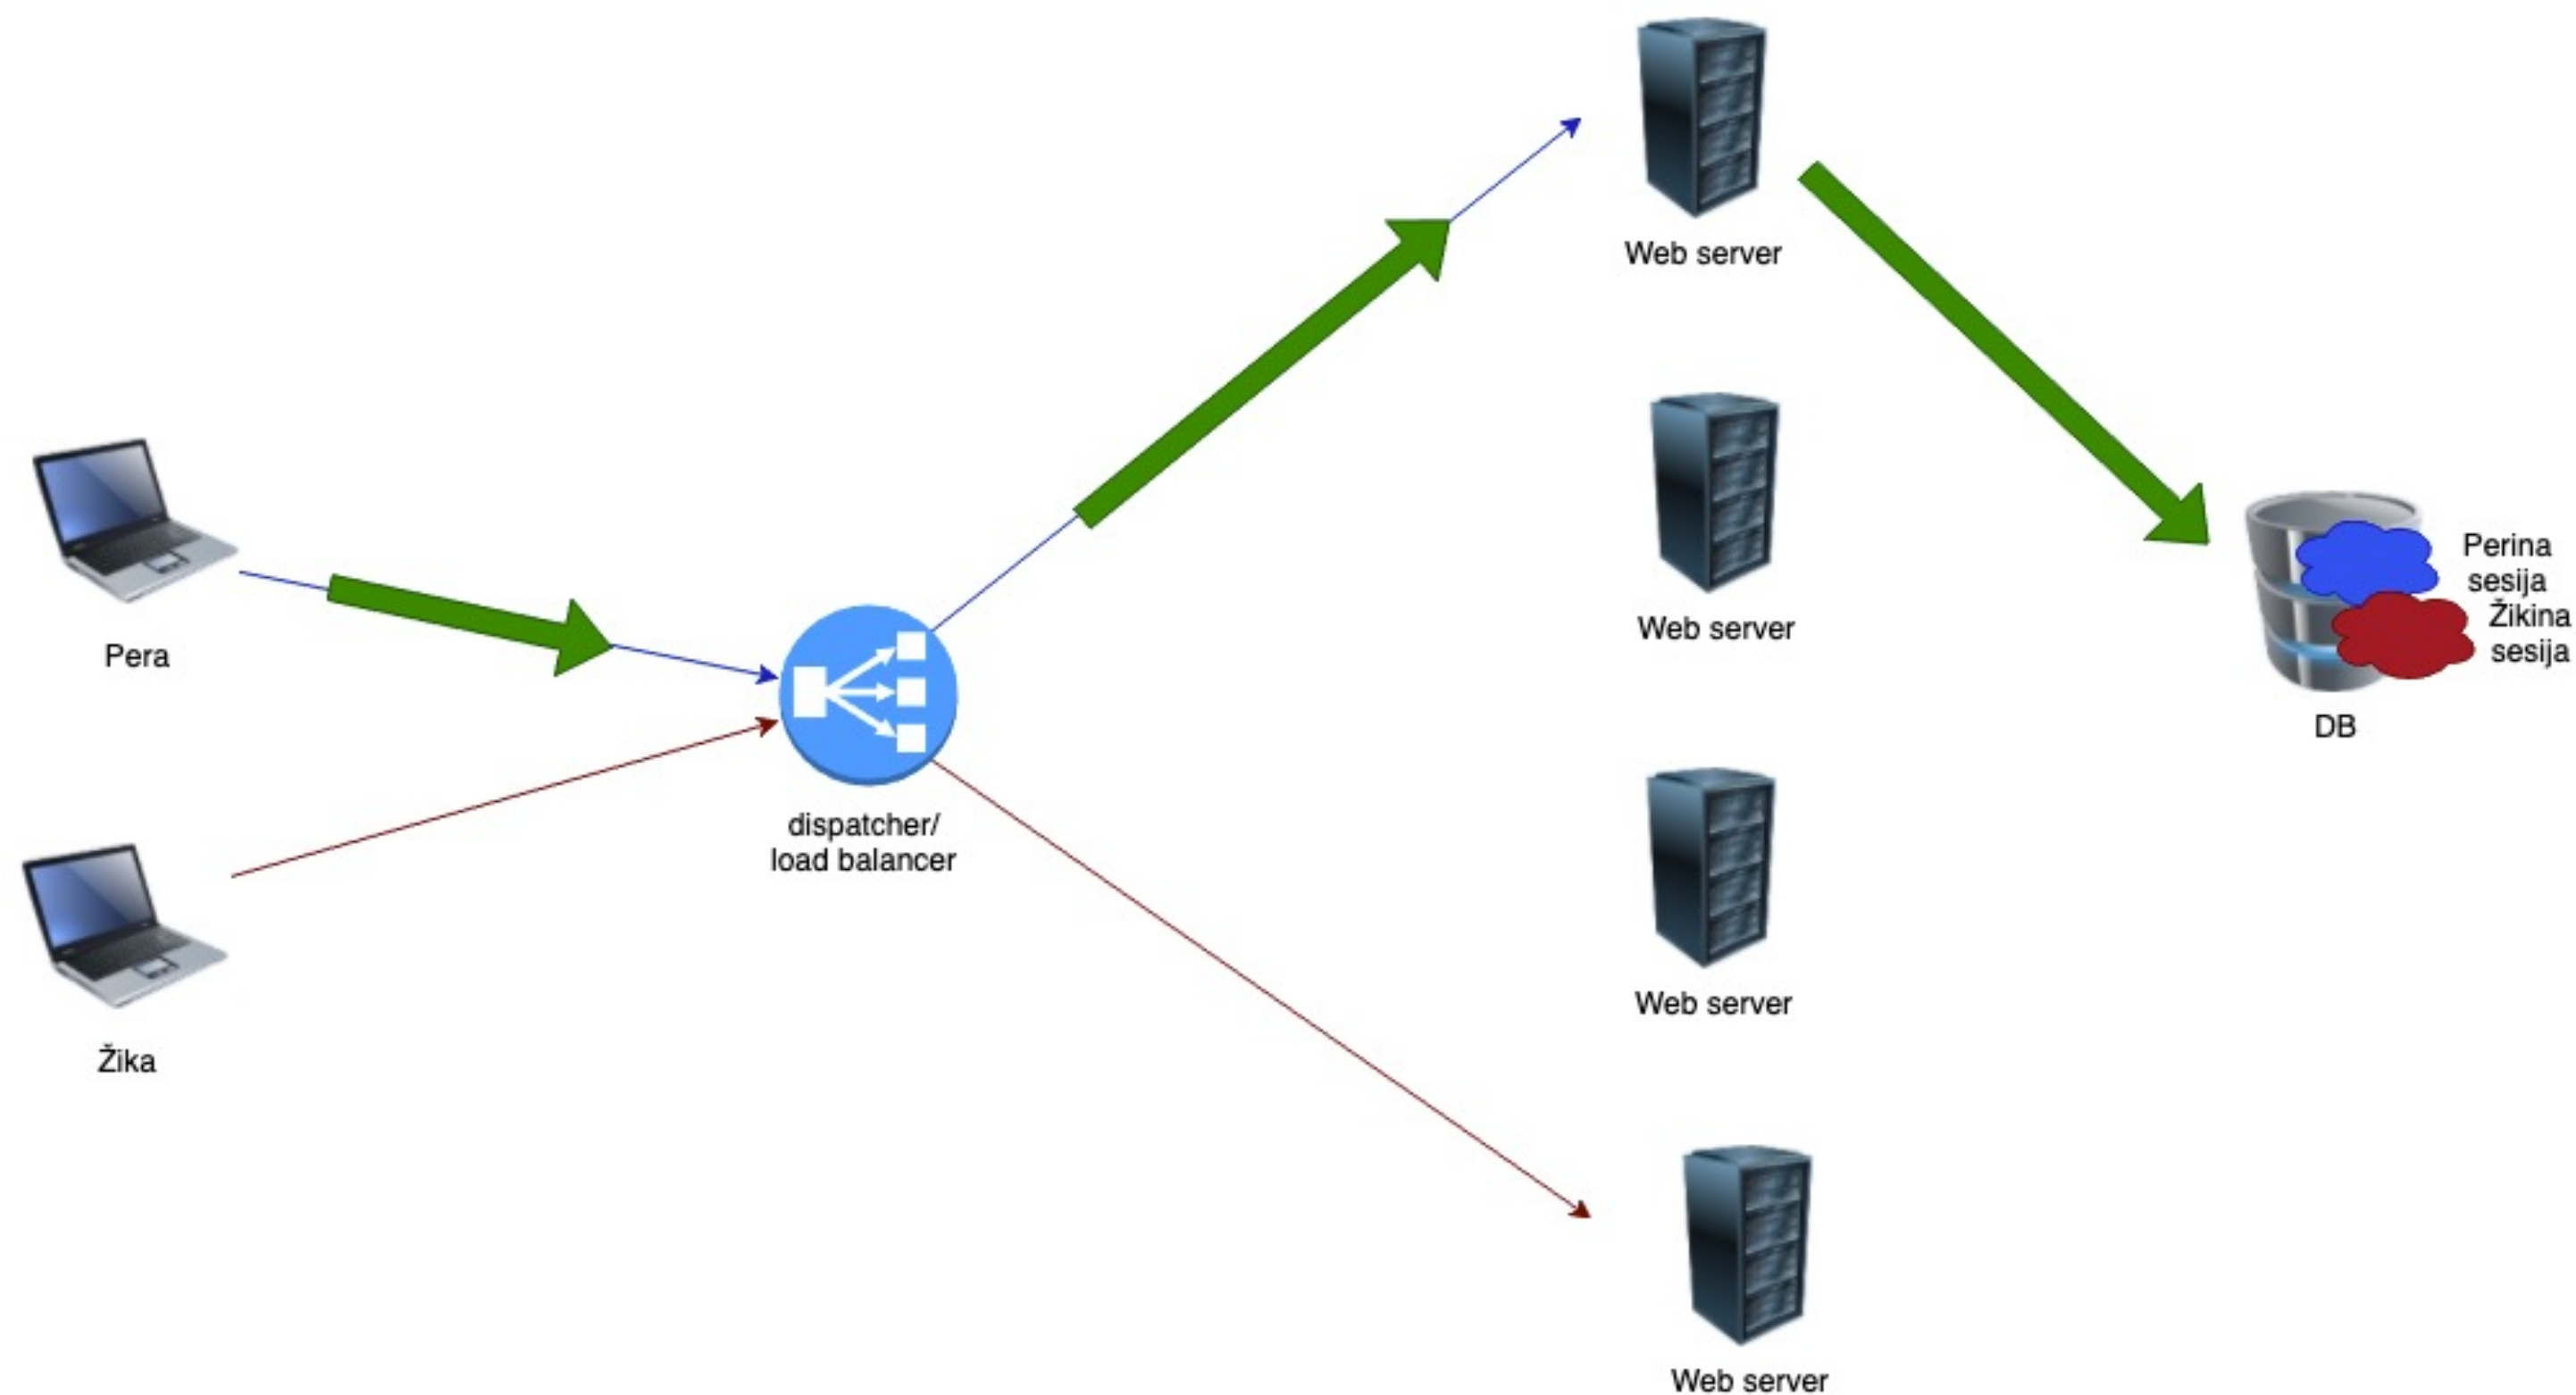 Web server
Web server
Perina
sesija
Žikina
sesija
Pera
DB
dispatcher/
load balancer
Web server
Žika
Web server